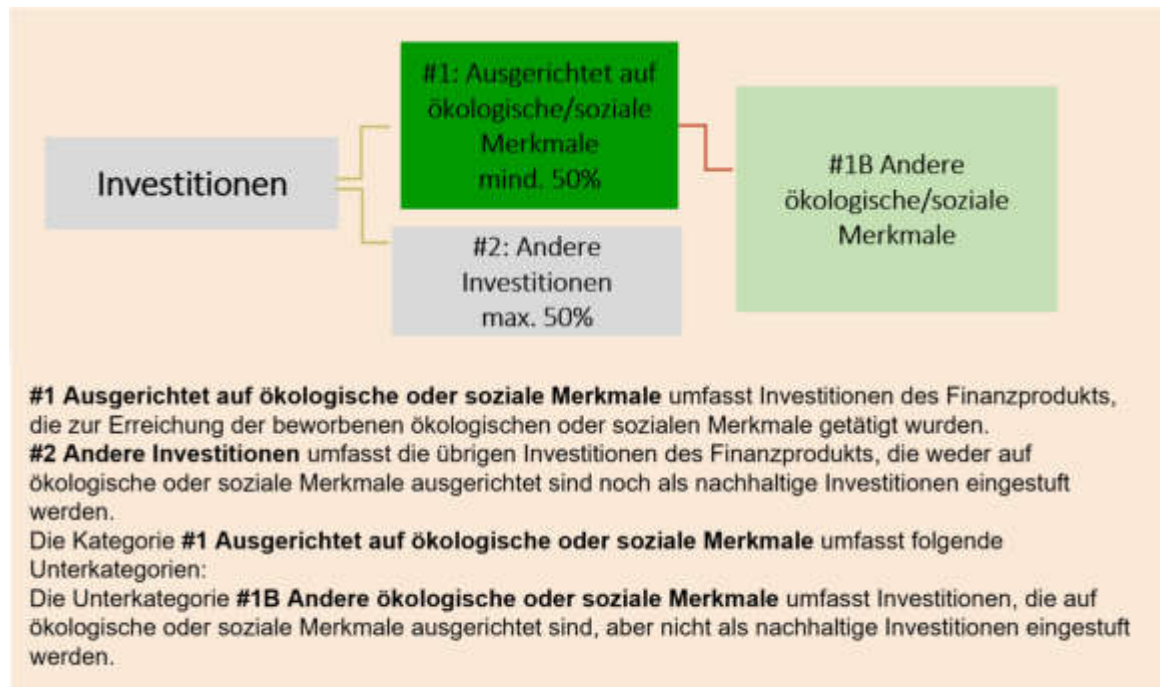 #1: Ausgerichtet auf
ökologische/soziale
Merkmale
mind. 50%
Investitionen
#1B Andere
ökologische/soziale
Merkmale
#2: Andere
Investitionen
max. 50%
#1 Ausgerichtet auf ökologische oder soziale Merkmale umfasst Investitionen des Finanzprodukts,
die zur Erreichung der beworbenen ökologischen oder sozialen Merkmale getätigt wurden.
#2 Andere Investitionen umfasst die übrigen Investitionen des Finanzprodukts, die weder auf
ökologische oder soziale Merkmale ausgerichtet sind noch als nachhaltige Investitionen eingestuft
werden.
Die Kategorie #1 Ausgerichtet auf ökologische oder soziale Merkmale umfasst folgende
Unterkategorien:
Die Unterkategorie #1B Andere ökologische oder soziale Merkmale umfasst Investitionen, die auf
ökologische oder soziale Merkmale ausgerichtet sind, aber nicht als nachhaltige Investitionen eingestuft
werden.